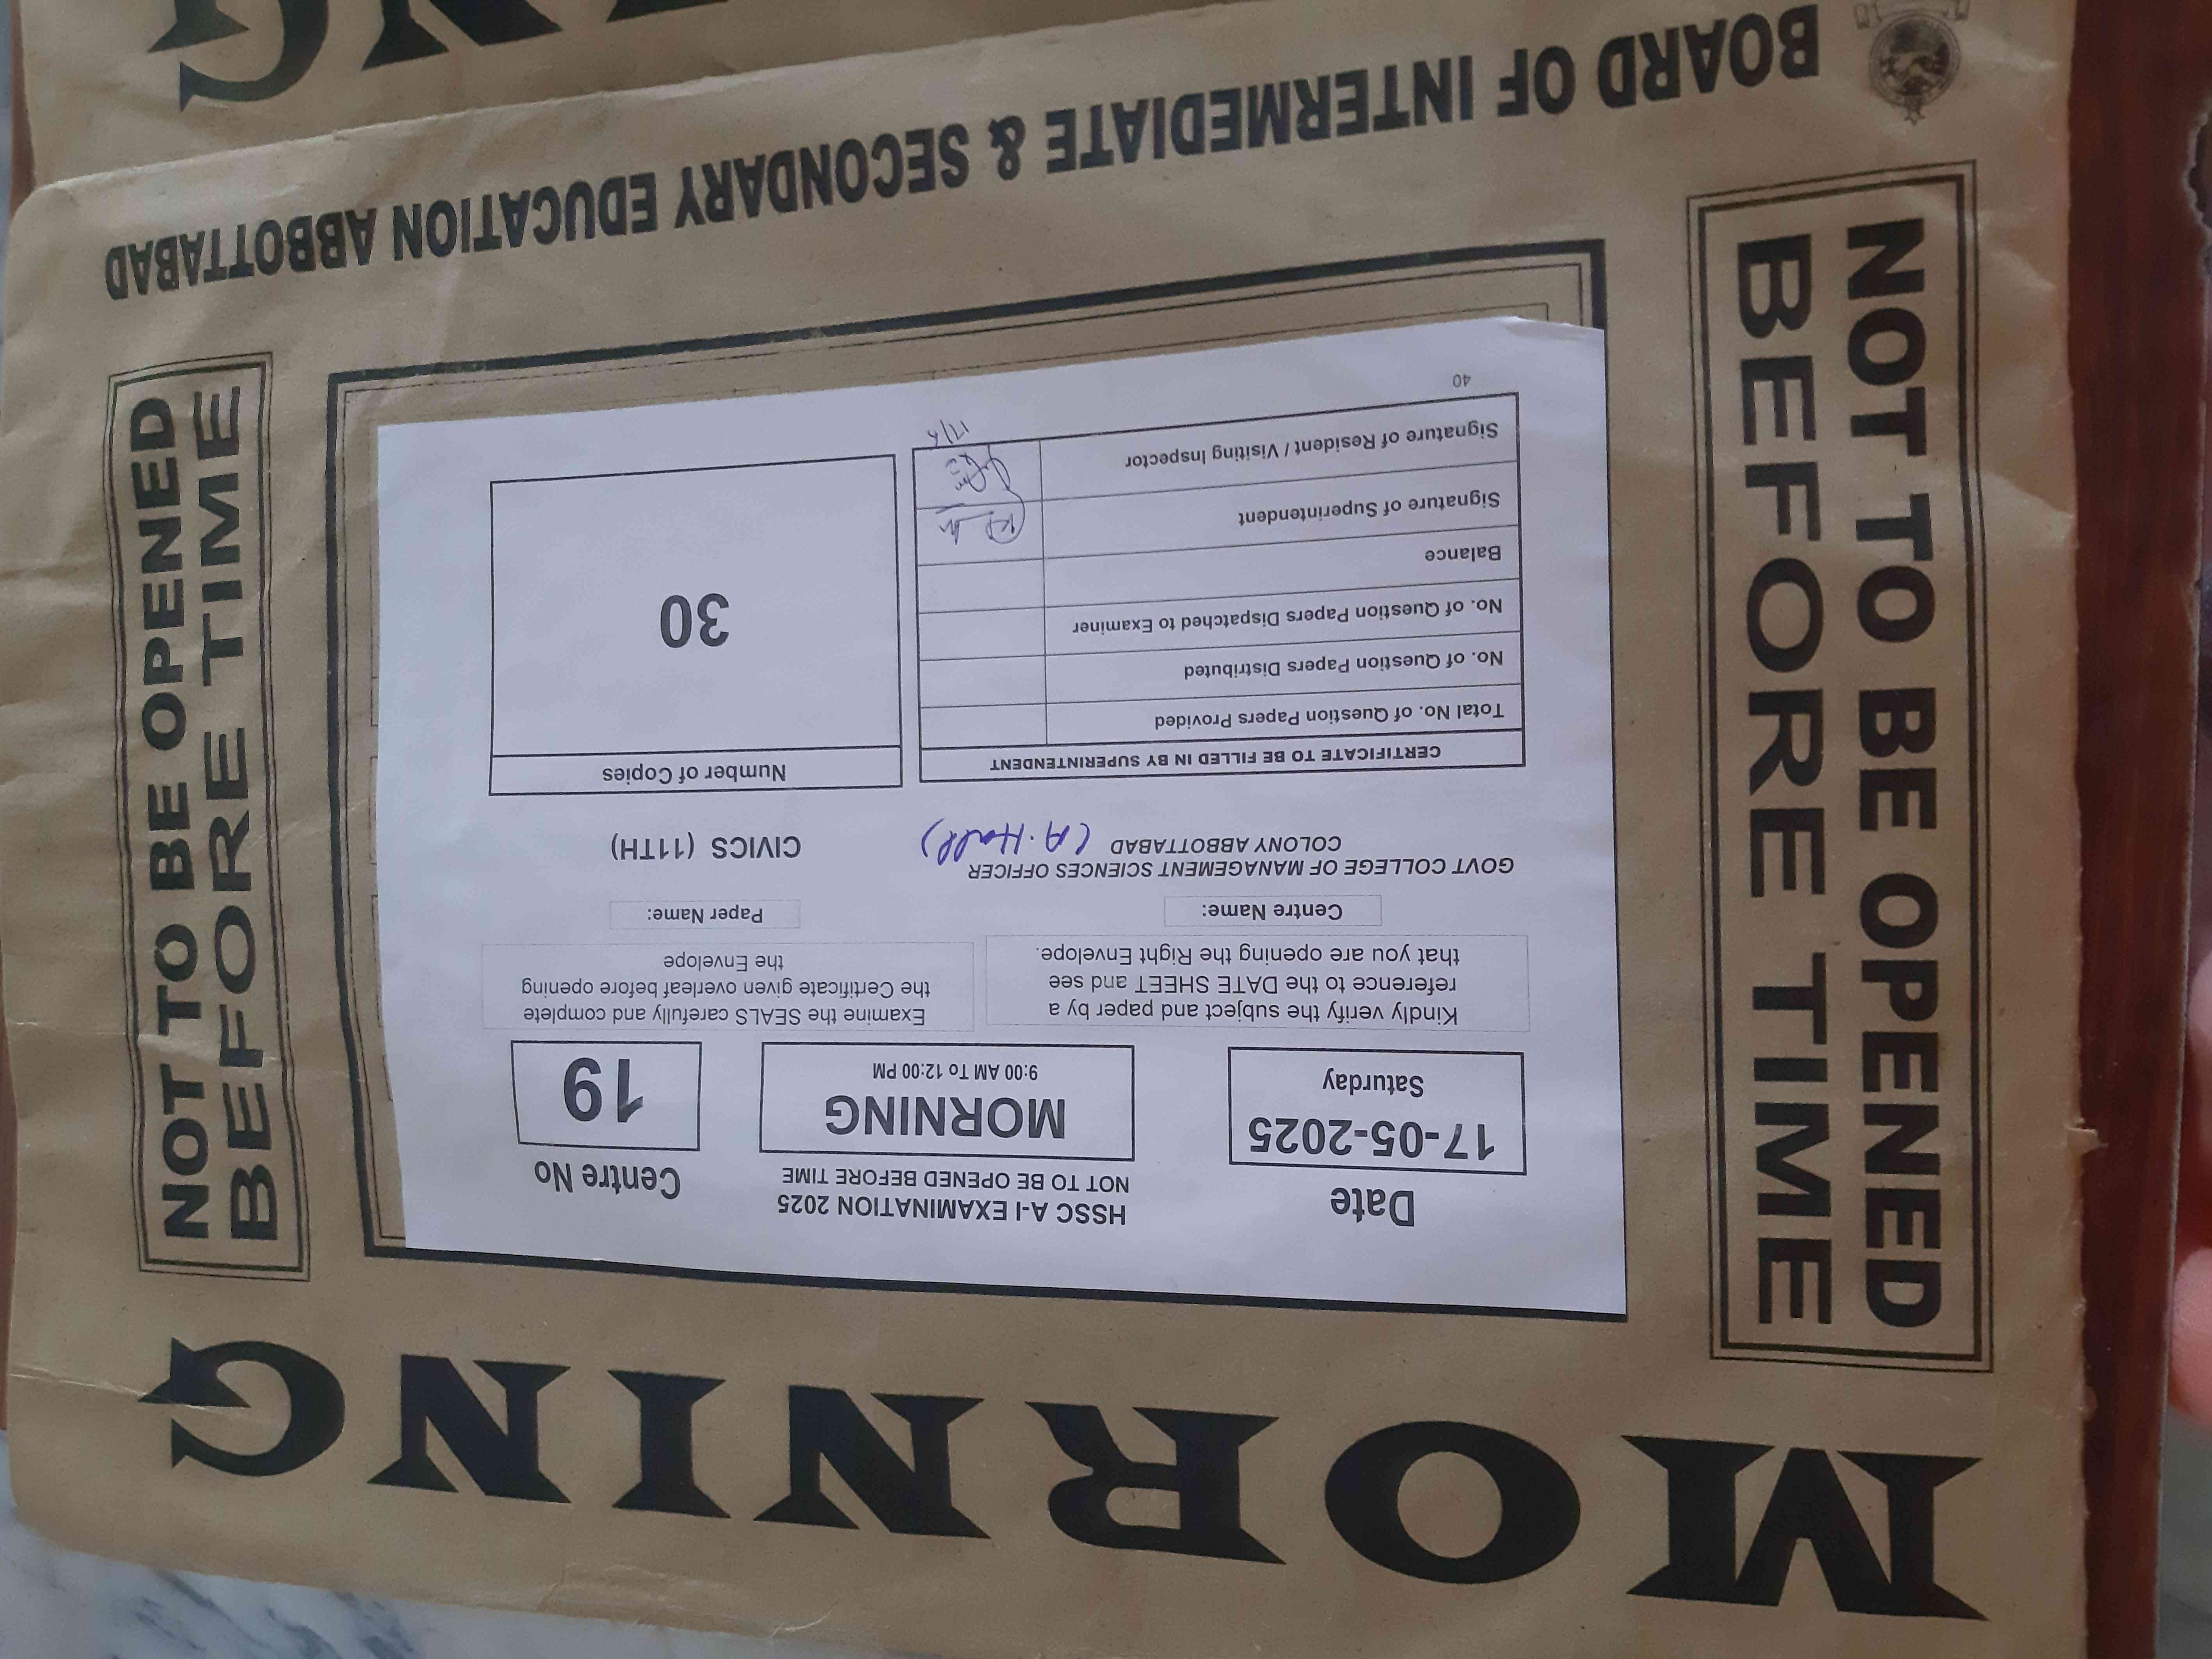 MORNING
NOT TO BE OPENED
BEFORE TIME
Date
17-05-2025
Saturday
HSSC A-I EXAMINATION 2025
NOT TO BE OPENED BEFORE TIME
MORNING
9:00 AM To 12:00 PM
Centre No
19
Kindly verify the subject and paper by a
reference to the DATE SHEET and see
that you are opening the Right Envelope.
Examine the SEALS carefully and complete
the Certificate given overleaf before opening
the Envelope
Centre Name:
GOVT COLLEGE OF MANAGEMENT SCIENCES OFFICER
COLONY ABBOTTABAD (A.Hall)
Paper Name:
CIVICS (11TH)
CERTIFICATE TO BE FILLED IN BY SUPERINTENDENT
Total No. of Question Papers Provided
No. of Question Papers Distributed
No. of Question Papers Dispatched to Examiner
Balance
Signature of Superintendent
Signature of Resident / Visiting Inspector
40
Number of Copies
30
NOT TO BE OPENED
BEFORE TIME
BOARD OF INTERMEDIATE & SECONDARY EDUCATION ABBOTTABAD